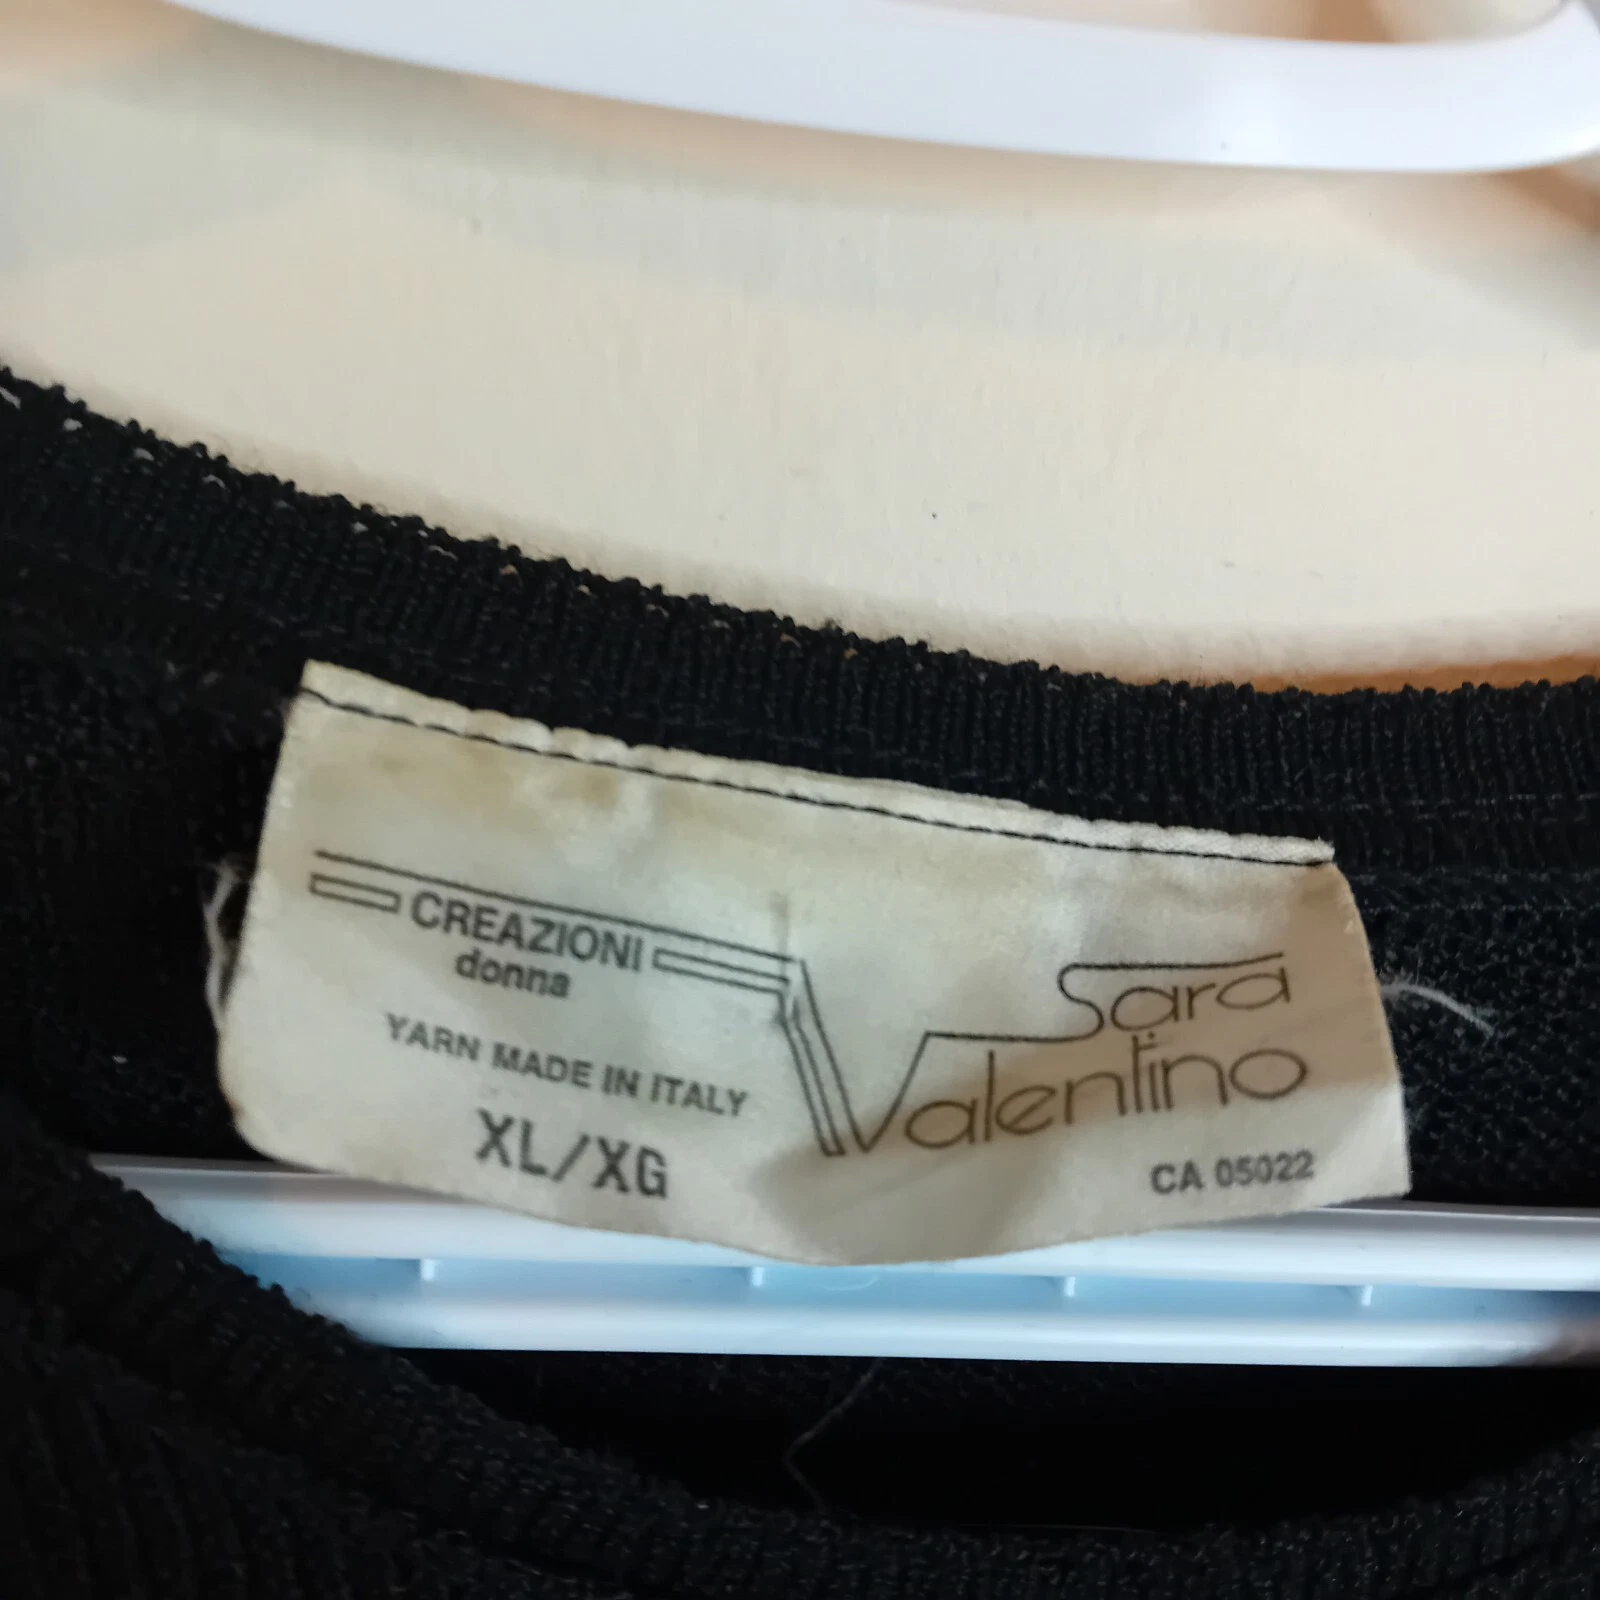 CREAZIONI
donna
YARN MADE IN ITALY
XL/XG
Sara
Valentino
CA 05022